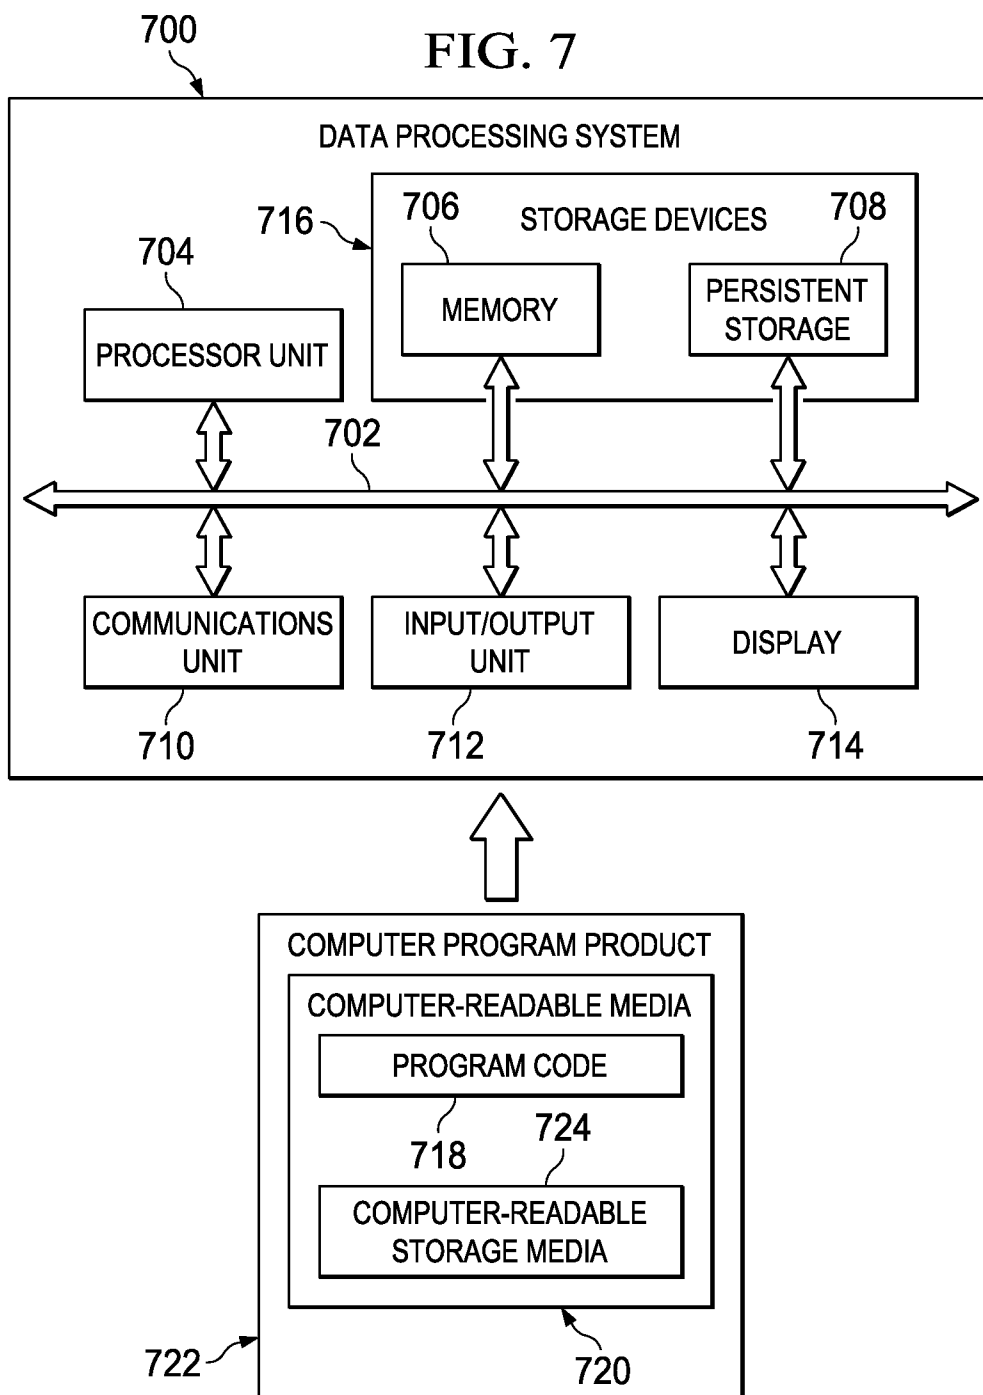 700
FIG. 7
DATA PROCESSING SYSTEM
716
706
STORAGE DEVICES
708
704
MEMORY
PERSISTENT
STORAGE
PROCESSOR UNIT
702
COMMUNICATIONS
UNIT
INPUT/OUTPUT
UNIT
DISPLAY
710
712
714
COMPUTER PROGRAM PRODUCT
COMPUTER-READABLE MEDIA
PROGRAM CODE
718
724
COMPUTER-READABLE
STORAGE MEDIA
722
720